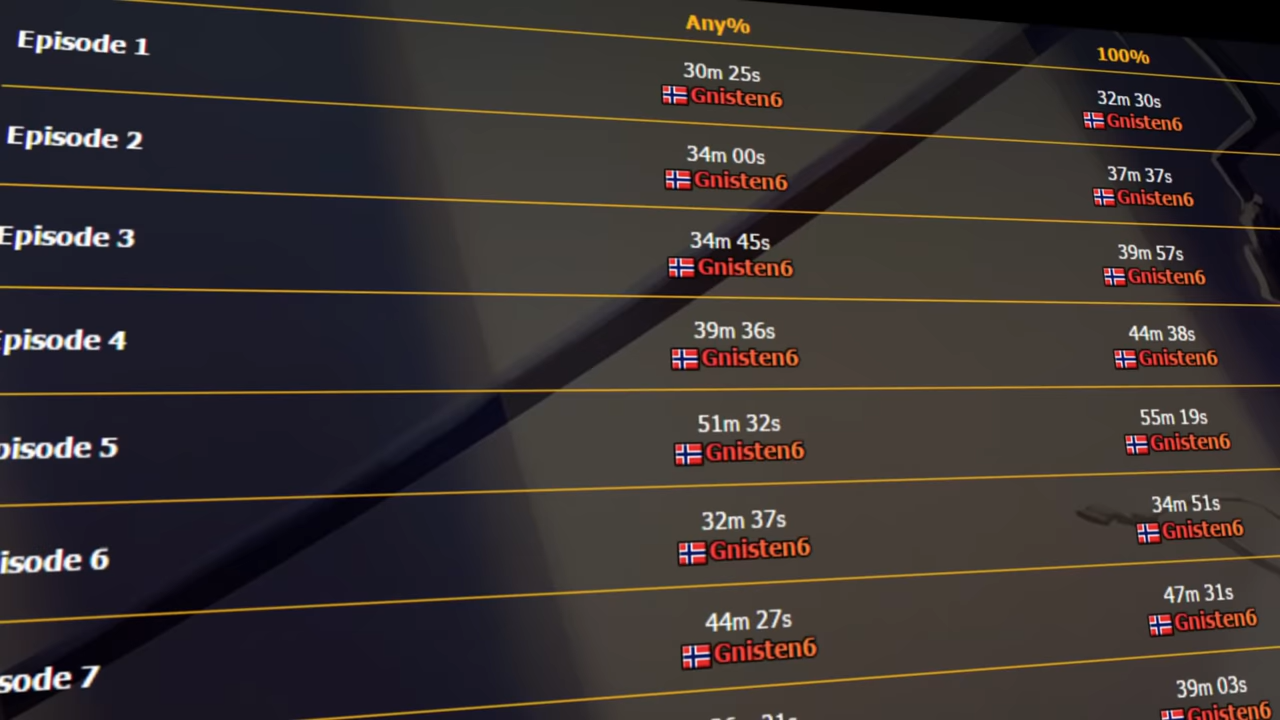 Any%
100%
Episode 1
30m 25s
Gnisten6
32m 30s
Gnisten6
Episode 2
34m 00s
Gnisten6
37m 37s
Gnisten6
Episode 3
34m 45s
Gnisten6
39m 57s
Gnisten6
Episode 4
39m 36s
Gnisten6
44m 38s
Gnisten6
pisode 5
51m 32s
Gnisten6
55m 19s
Gnisten6
isode 6
32m 37s
Gnisten6
34m 51s
Gnisten6
sode 7
44m 27s
Gnisten6
47m 31s
Gnisten6
39m 03s
Gnisten6